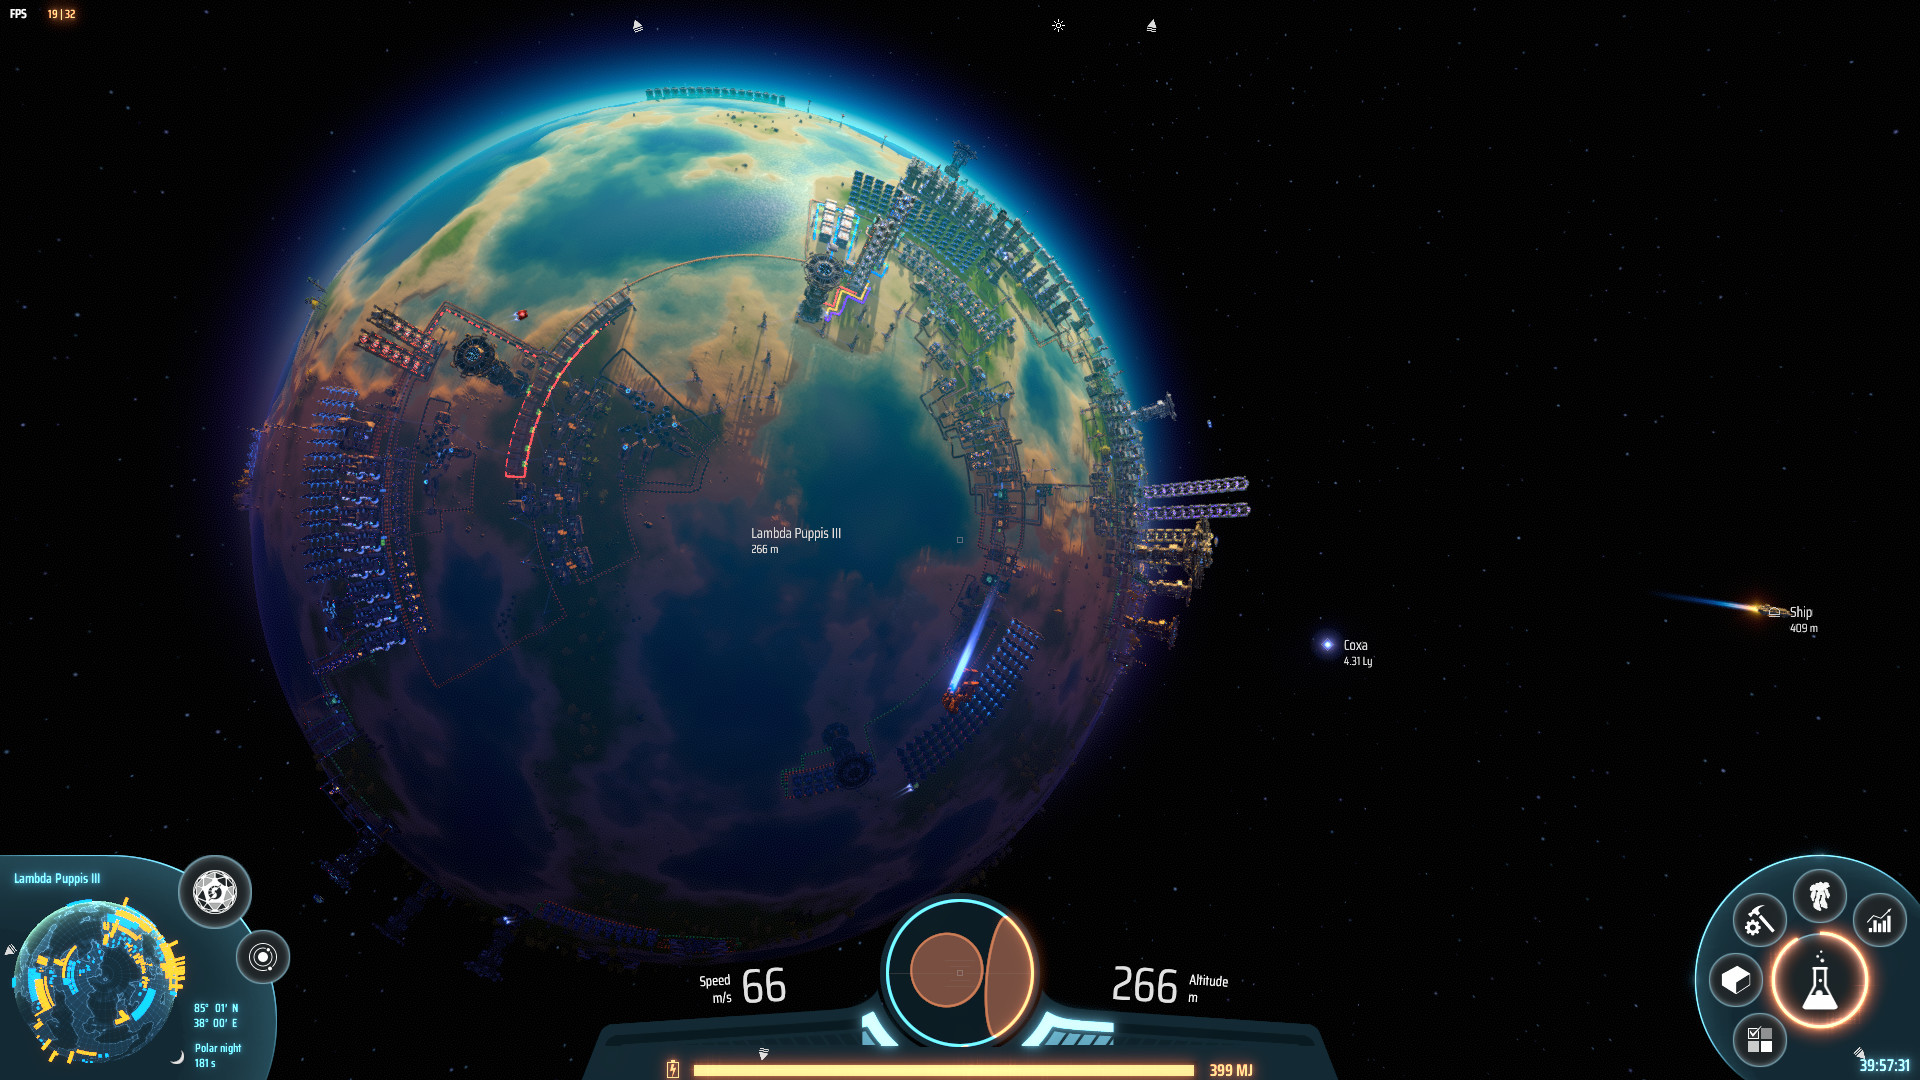 FPS 19 | 32
Lambda Puppis III
266 m
Ship
409 m
Coxa
4.31 Ly
Lambda Puppis III
85° 01' N
38° 00' E
Polar night
181 s
Speed
m/s
66
266
Altitude
m
399 MJ
39:57:31